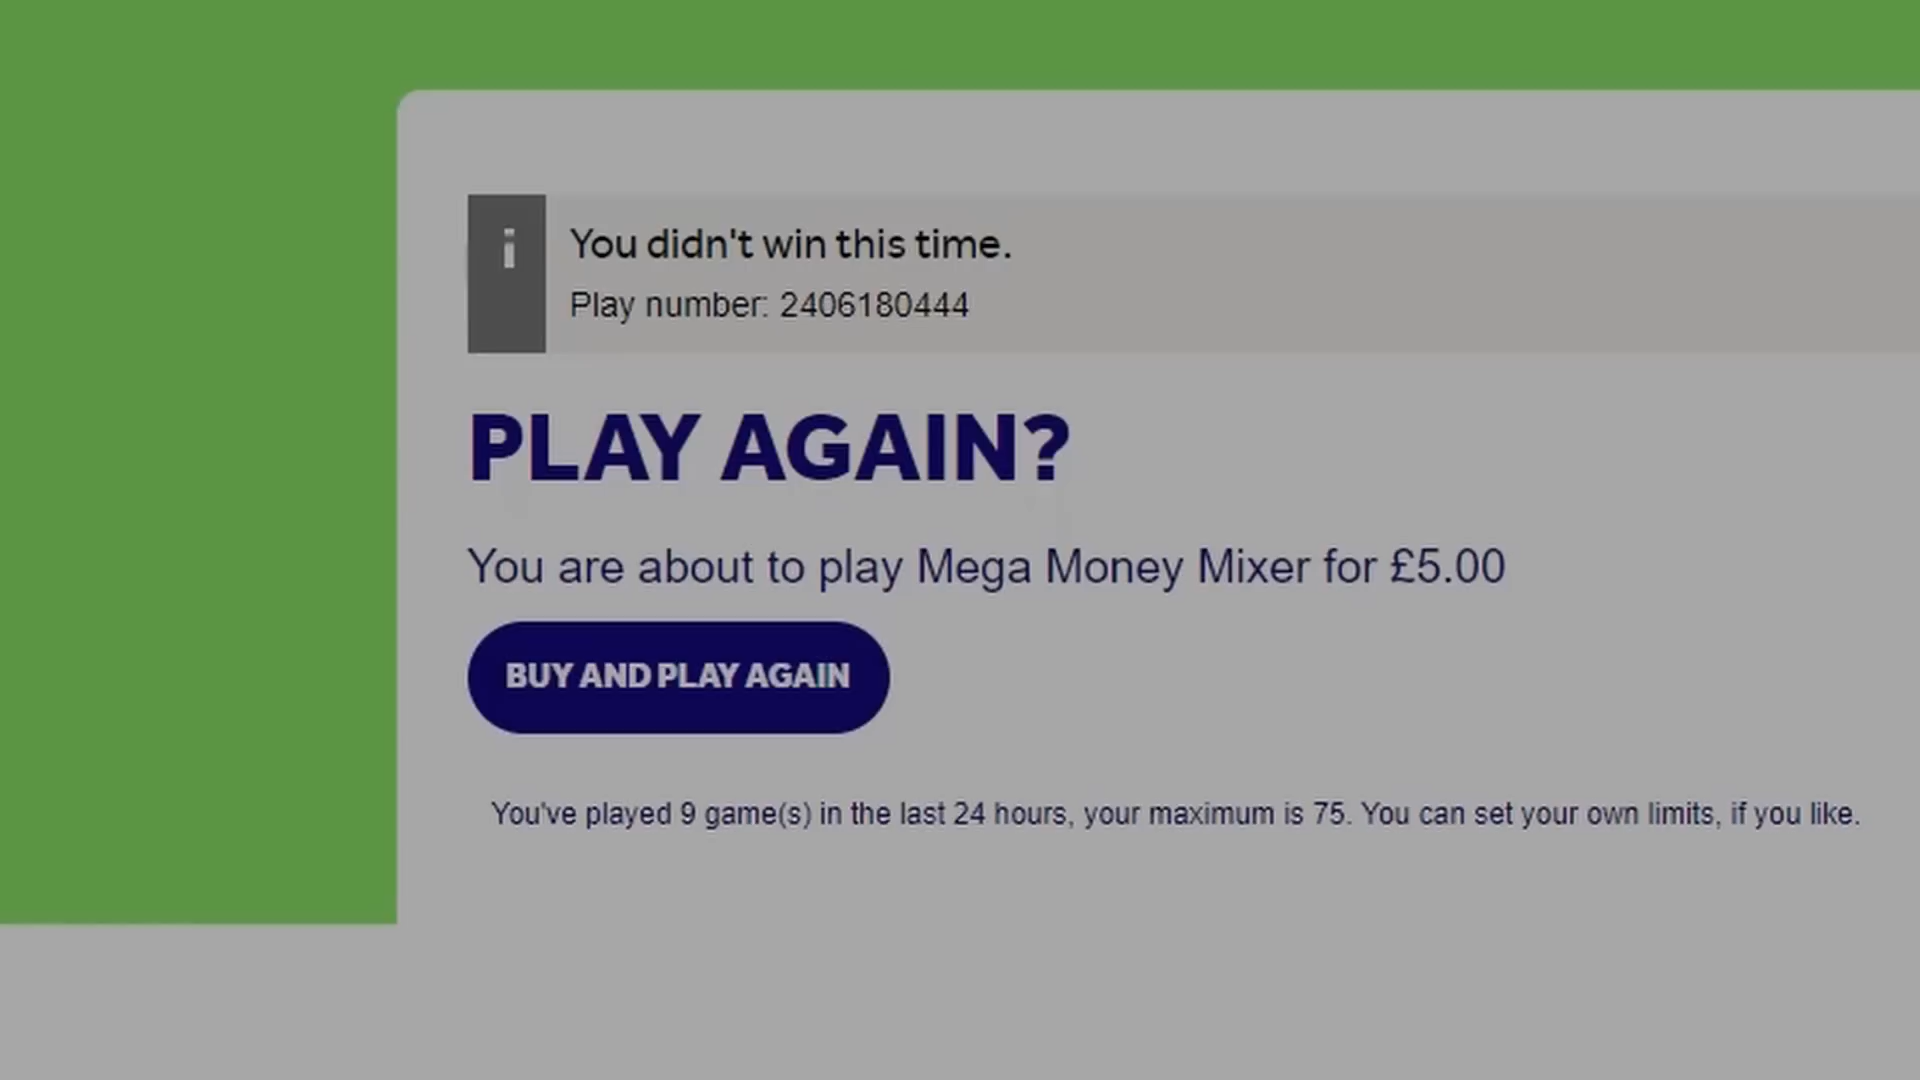 i
You didn't win this time.
Play number: 2406180444
PLAY AGAIN?
You are about to play Mega Money Mixer for £5.00
BUY AND PLAY AGAIN
You've played 9 game(s) in the last 24 hours, your maximum is 75. You can set your own limits, if you like.